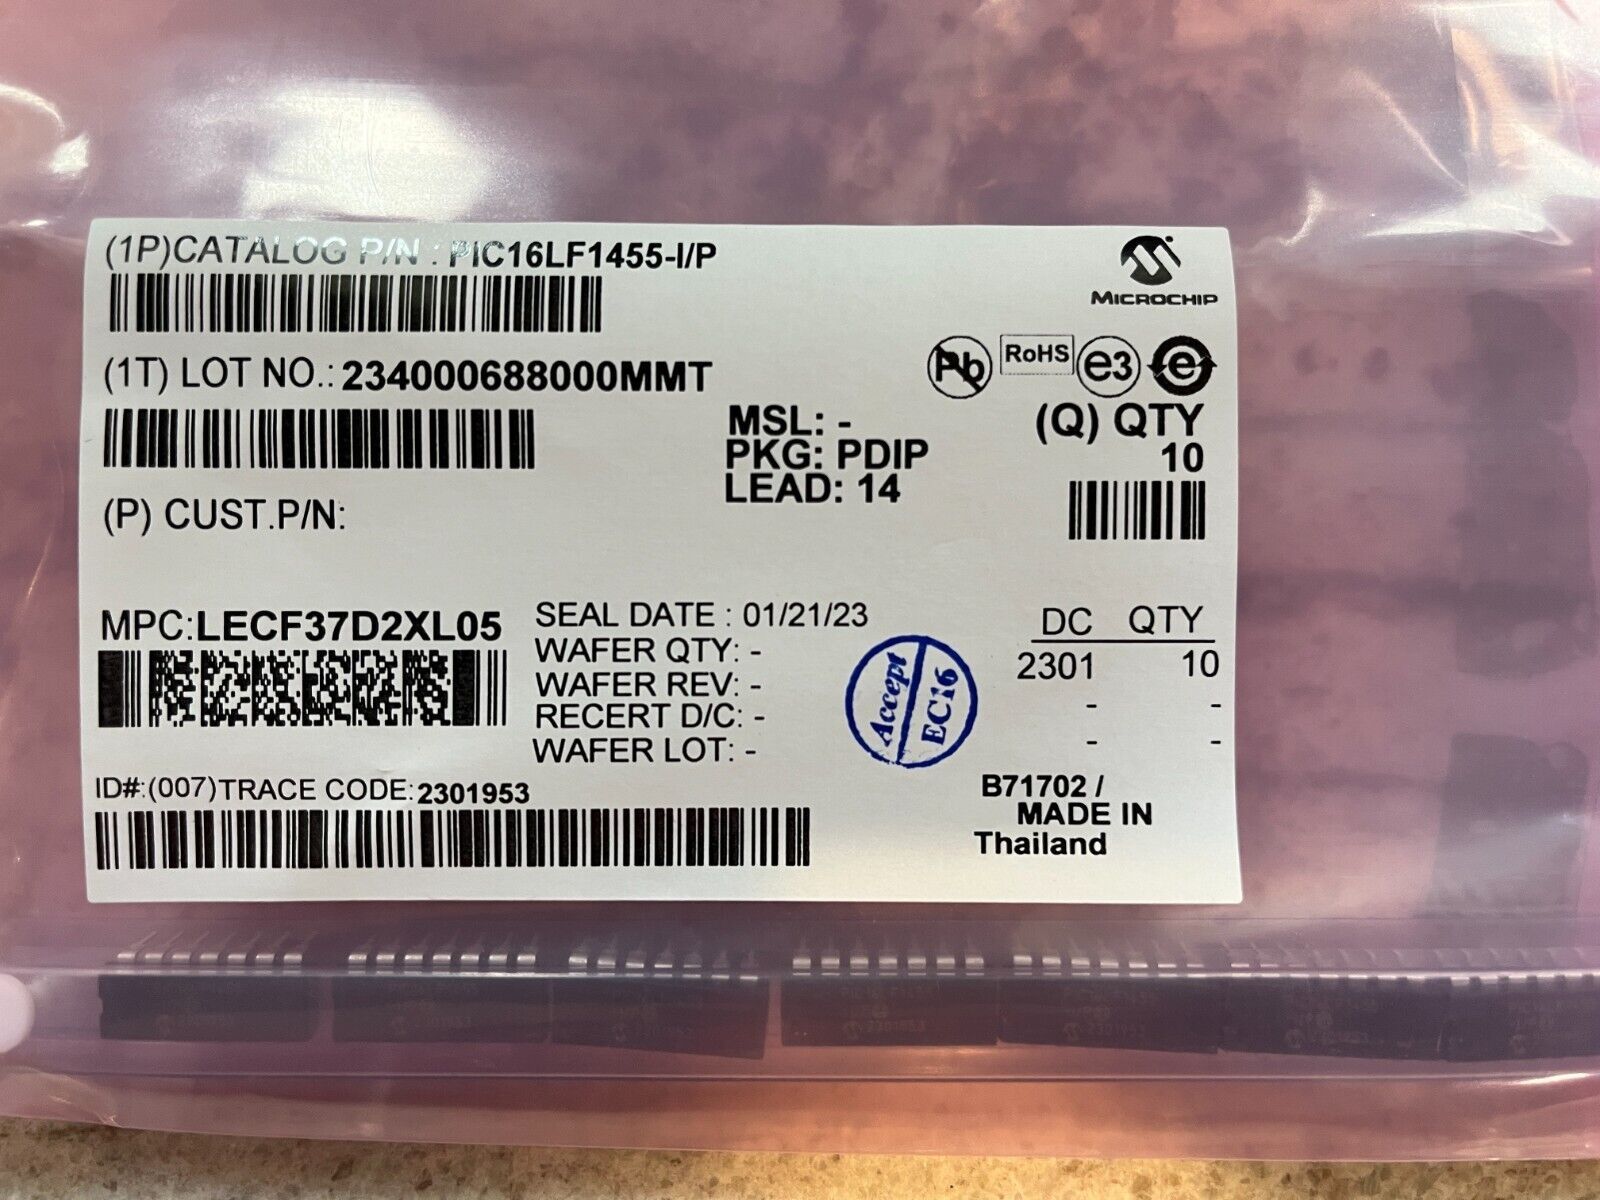 (1P)CATALOG P/N : PIC16LF1455-I/P
MICROCHIP
(1T) LOT NO.: 234000688000MMT
Pb
RoHS
e3
e
MSL: -
PKG: PDIP
LEAD: 14
(Q) QTY
10
(P) CUST.P/N:
MPC:LECF37D2XL05
SEAL DATE : 01/21/23
WAFER QTY: -
WAFER REV: -
RECERT D/C: -
WAFER LOT: -
Accept
EC16
DC QTY
2301 10
- -
- -
ID#:(007)TRACE CODE:2301953
B71702 /
MADE IN
Thailand